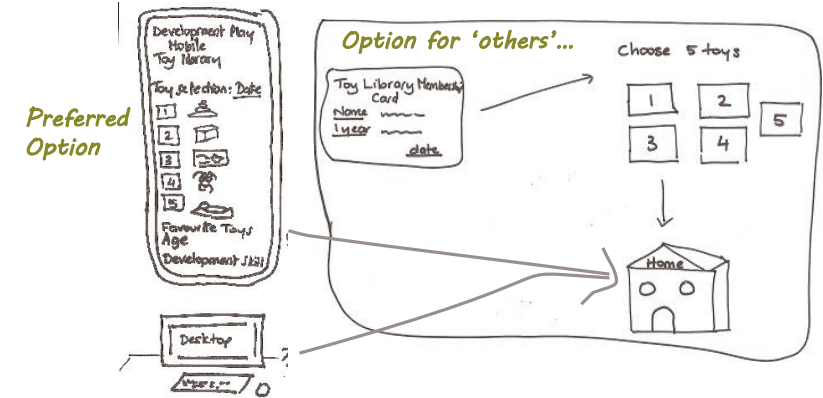 Preferred
Option
Development Play
Mobile
Toy library
Toy selection: Date
1
2
3
4
5
Favourite Toys
Age
Development Skill
Desktop
Option for ‘others’...
Toy Library Membership
Card
Name
1 year
date
Choose 5 toys
1 2
5
3 4
Home